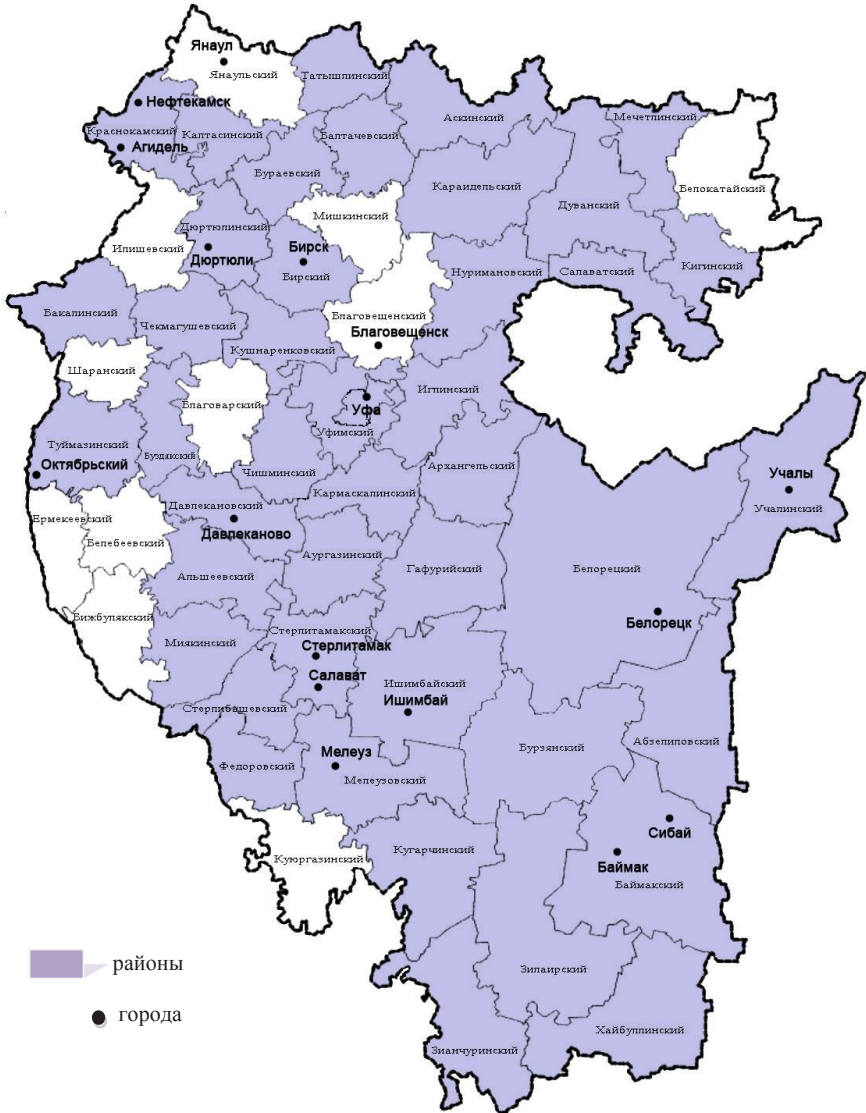 Янаул
Янаульский
Татышлинский
Нефтекамск
Краснокамский
Калтасинский
Балтачевский
Аскинский
Мечетлинский
Агидель
Бураевский
Караидельский
Белокатайский
Дуванский
Мишкинский
Дюртюлинский
Илишевский
Дюртюли
Бирск
Бирский
Нуримановский
Салаватский
Кигинский
Бакалинский
Чекмагушевский
Благовещенский
Благовещенск
Кушнаренковский
Шаранский
Благоварский
Иглинский
Уфа
Уфимский
Туймазинский
Буздякский
Октябрьский
Чишминский
Архангельский
Учалы
Кармаскалинский
Давлекановский
Учалинский
Ермекеевский
Давлеканово
Белебеевский
Аургазинский
Альшеевский
Гафурийский
Белорецкий
Бижбулякский
Белорецк
Миякинский
Стерлитамакский
Стерлитамак
Салават
Ишимбайский
Ишимбай
Стерлибашевский
Бурзянский
Абзелиловский
Мелеуз
Федоровский
Мелеузовский
Сибай
Кугарчинский
Куюргазинский
Баймак
Баймакский
районы
Зилаирский
города
Хайбуллинский
Зианчуринский